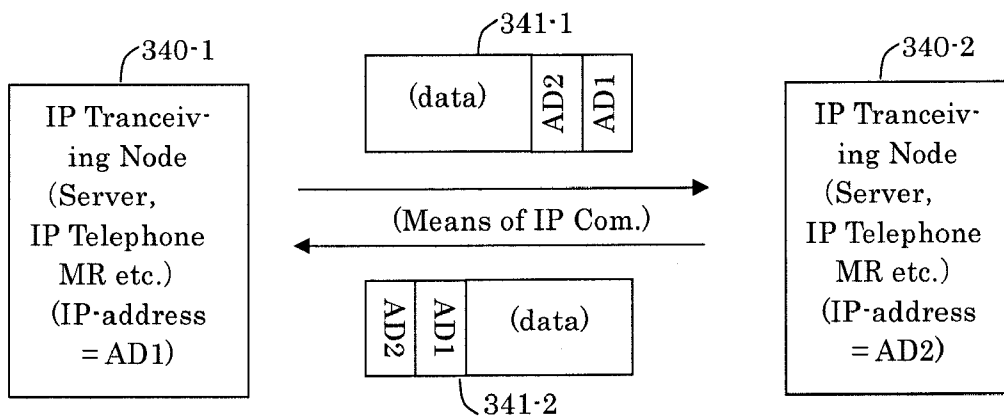 340-1
341-1
340-2
IP Tranceiv-
ing Node
(Server,
IP Telephone
MR etc.)
(IP-address
= AD1)
(data)
AD2
AD1
(Means of IP Com.)
AD2
AD1
(data)
341-2
IP Tranceiv-
ing Node
(Server,
IP Telephone
MR etc.)
(IP-address
= AD2)